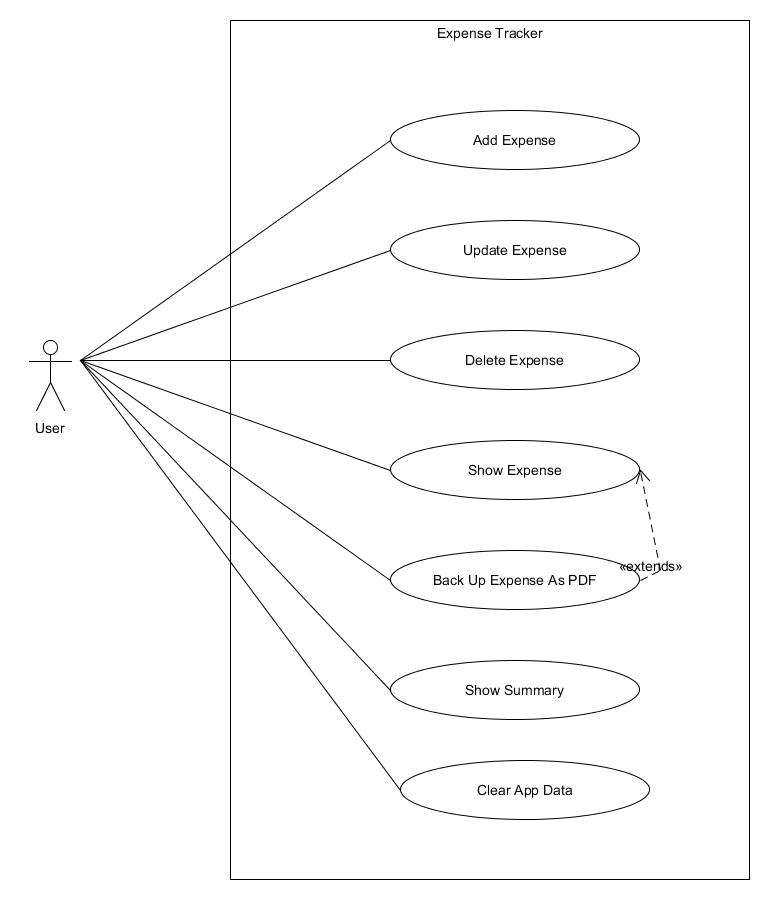 Expense Tracker
Add Expense
Update Expense
Delete Expense
User
Show Expense
«extends»
Back Up Expense As PDF
Show Summary
Clear App Data